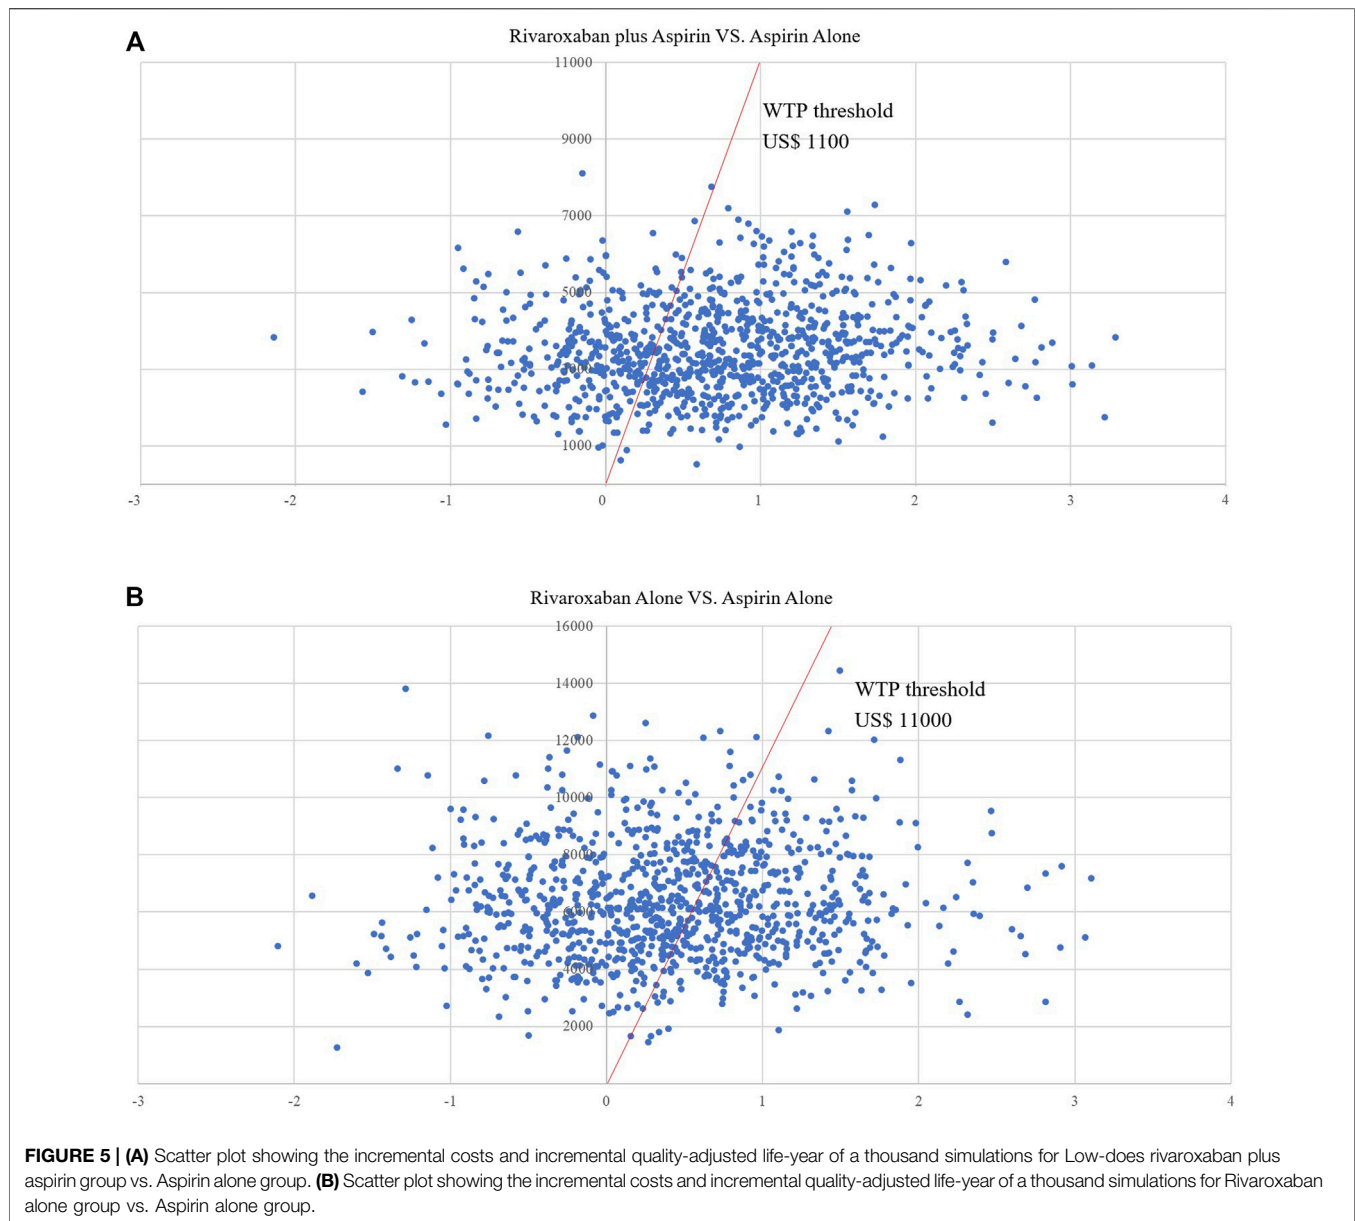 A
Rivaroxaban plus Aspirin VS. Aspirin Alone
11000
WTP threshold
9000
US$ 1100
7000
5000
3000
1000
-3 -2 -1 0 1 2 3 4
B
Rivaroxaban Alone VS. Aspirin Alone
16000
14000
WTP threshold
US$ 11000
12000
10000
8000
6000
4000
2000
-3 -2 -1 0 1 2 3 4
FIGURE 5 | (A) Scatter plot showing the incremental costs and incremental quality-adjusted life-year of a thousand simulations for Low-does rivaroxaban plus
aspirin group vs. Aspirin alone group. (B) Scatter plot showing the incremental costs and incremental quality-adjusted life-year of a thousand simulations for Rivaroxaban
alone group vs. Aspirin alone group.